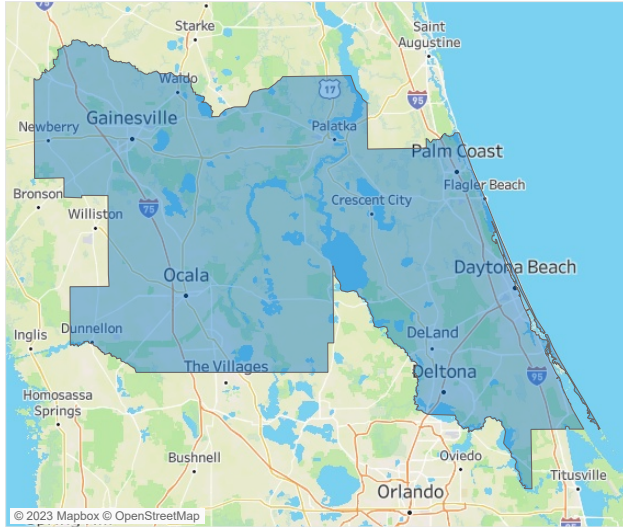 Starke
Saint
Augustine
Waldo
17
95
Gainesville
Newberry
Palatka
Palm Coast
Flagler Beach
Bronson
75
Crescent City
Williston
Ocala
Daytona Beach
Inglis
Dunnellon
DeLand
The Villages
Deltona
95
Homosassa
Springs
Bushnell
Oviedo
Titusville
Orlando
© 2023 Mapbox © OpenStreetMap